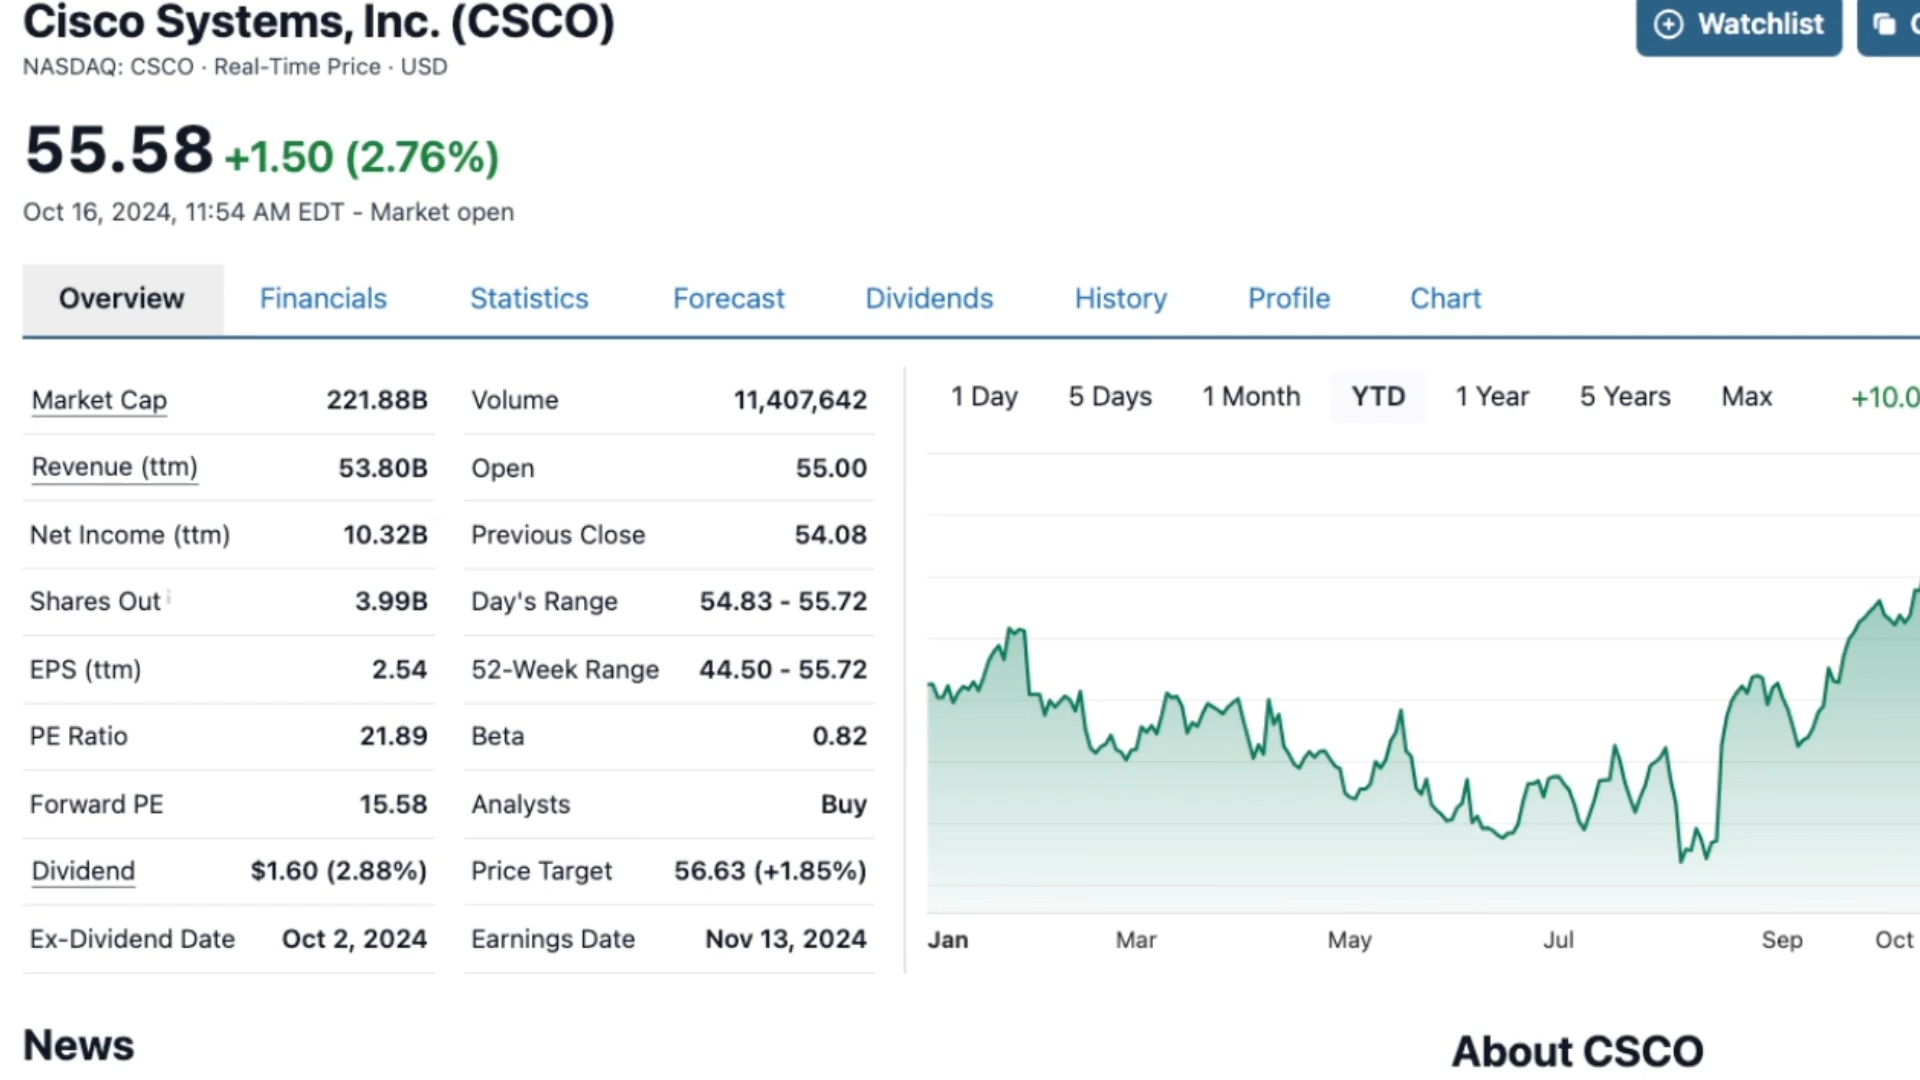 Cisco Systems, Inc. (CSCO)
Watchlist
NASDAQ: CSCO · Real-Time Price · USD
55.58 +1.50 (2.76%)
Oct 16, 2024, 11:54 AM EDT - Market open
Overview Financials Statistics Forecast Dividends History Profile Chart
Market Cap 221.88B
Revenue (ttm) 53.80B
Net Income (ttm) 10.32B
Shares Out i 3.99B
EPS (ttm) 2.54
PE Ratio 21.89
Forward PE 15.58
Dividend $1.60 (2.88%)
Ex-Dividend Date Oct 2, 2024
Volume 11,407,642
Open 55.00
Previous Close 54.08
Day's Range 54.83 - 55.72
52-Week Range 44.50 - 55.72
Beta 0.82
Analysts Buy
Price Target 56.63 (+1.85%)
Earnings Date Nov 13, 2024
1 Day 5 Days 1 Month YTD 1 Year 5 Years Max +10.0
Jan Mar May Jul Sep Oct
News
About CSCO